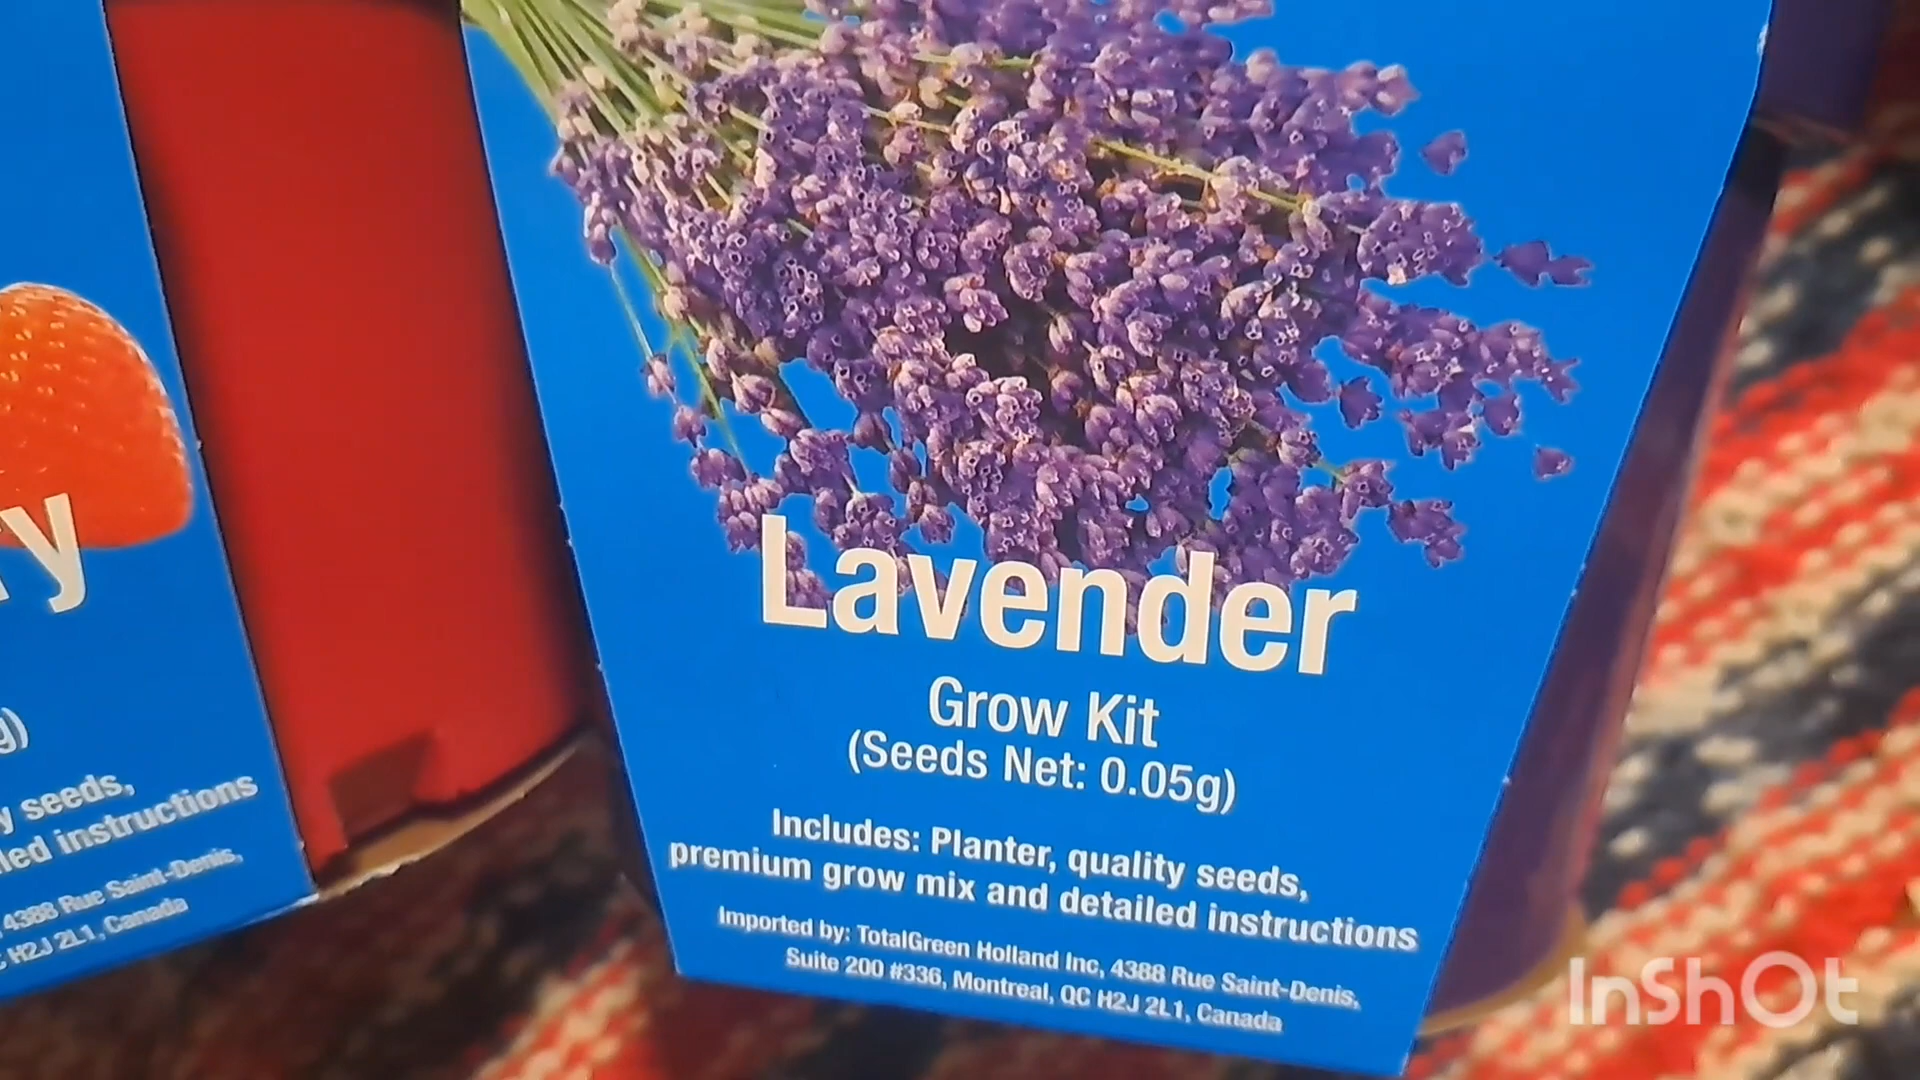 Lavender
Grow Kit
(Seeds Net: 0.05g)
Includes: Planter, quality seeds,
premium grow mix and detailed instructions
Imported by: TotalGreen Holland Inc, 4388 Rue Saint-Denis,
Suite 200 #336, Montreal, QC H2J 2L1, Canada
y
g)
y seeds,
led instructions
4388 Rue Saint-Denis,
H2J 2L1, Canada
InShOt